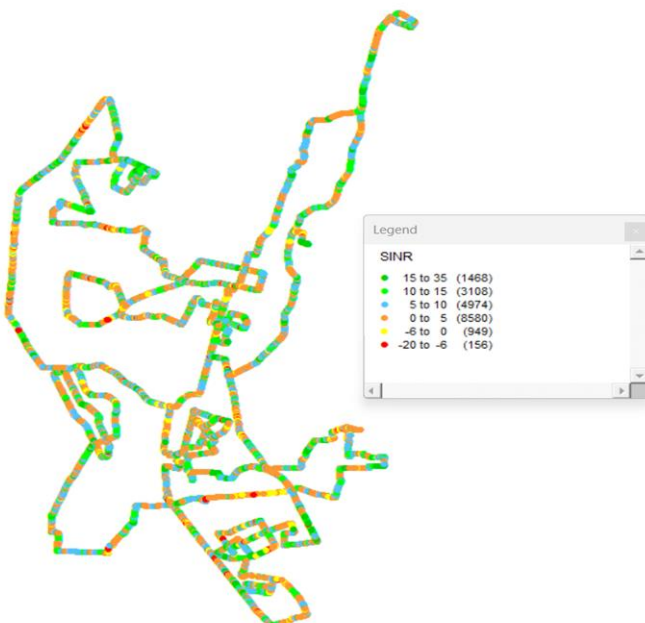 Legend
SINR
15 to 35 (1468)
10 to 15 (3108)
5 to 10 (4974)
0 to 5 (8580)
-6 to 0 (949)
-20 to -6 (156)